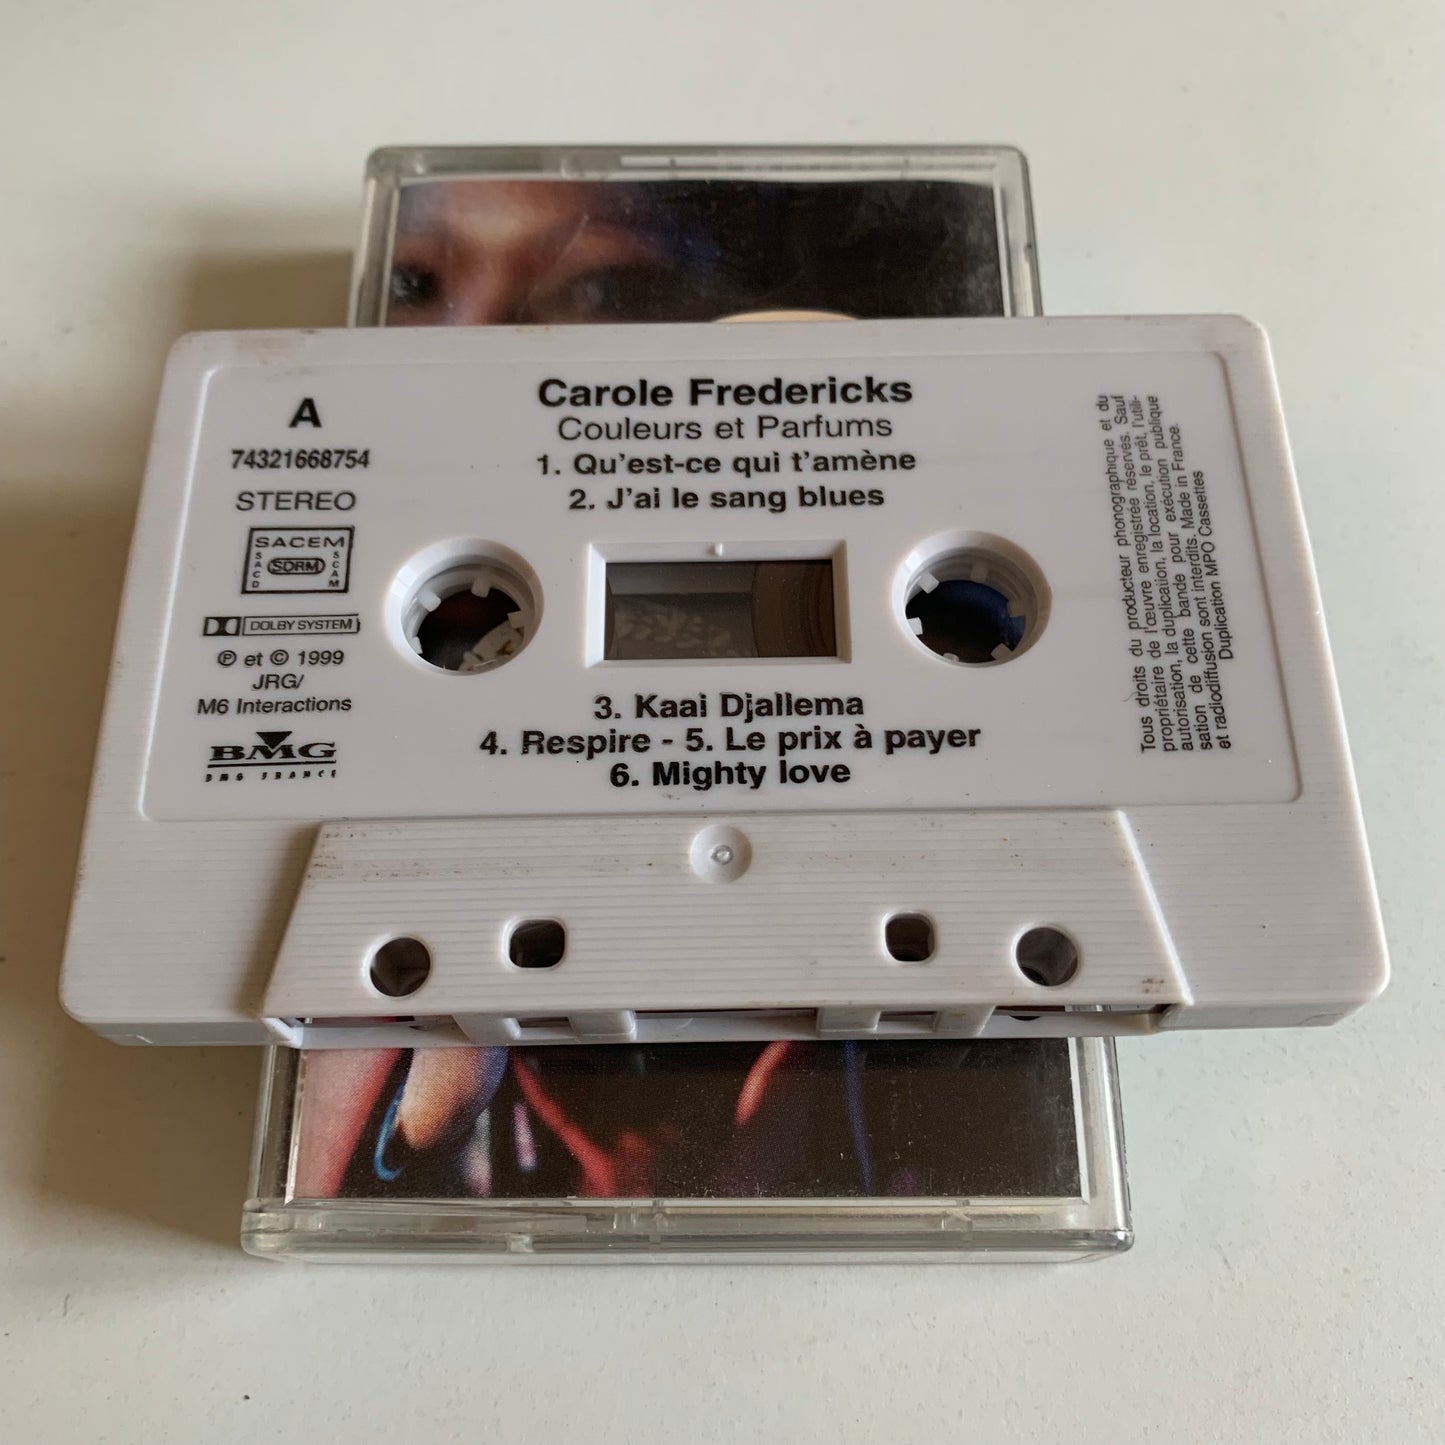 A
74321668754
STEREO
SACEM
SACD
SDRM
SCAM
DOLBY SYSTEM
℗ et © 1999
JRG/
M6 Interactions
BMG
BMG FRANCE
Carole Fredericks
Couleurs et Parfums
1. Qu'est-ce qui t'amène
2. J'ai le sang blues
3. Kaai Djallema
4. Respire - 5. Le prix à payer
6. Mighty love
Tous droits du producteur phonographique et du
propriétaire de l'œuvre enregistrée réservés. Sauf
autorisation, la duplication, la location, le prêt, l'utili-
sation de cette bande pour exécution publique
et radiodiffusion sont interdits. Made in France.
Duplication MPO Cassettes